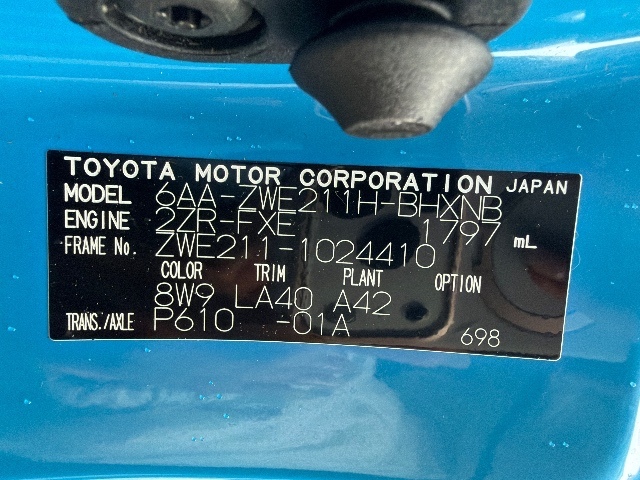 TOYOTA MOTOR CORPORATION JAPAN
MODEL 6AA-ZWE211H-BHXNB
ENGINE 2ZR-FXE 1797 mL
FRAME No. ZWE211-1024410
COLOR TRIM PLANT OPTION
8W9 LA40 A42
TRANS./AXLE P610 -01A
698